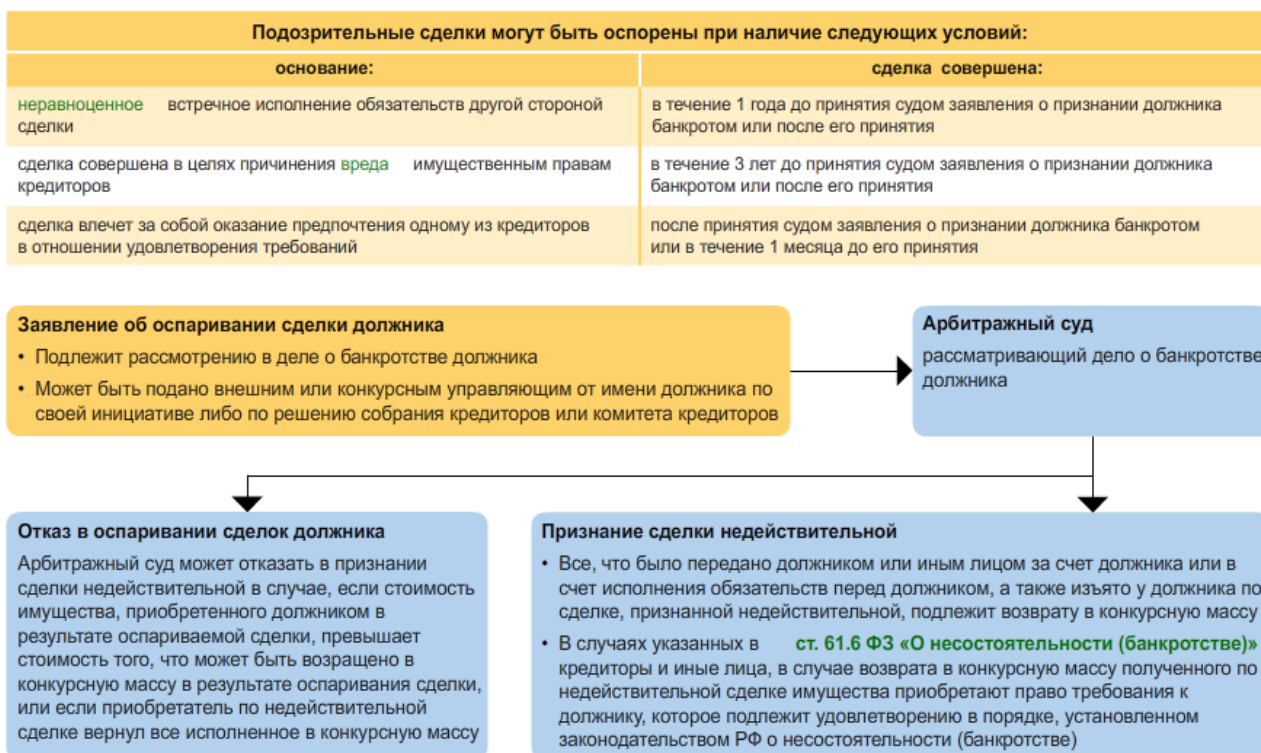 Подозрительные сделки могут быть оспорены при наличие следующих условий:
основание:
сделка совершена:
неравноценное встречное исполнение обязательств другой стороной
сделки
в течение 1 года до принятия судом заявления о признании должника
банкротом или после его принятия
сделка совершена в целях причинения вреда имущественным правам
кредиторов
в течение 3 лет до принятия судом заявления о признании должника
банкротом или после его принятия
сделка влечет за собой оказание предпочтения одному из кредиторов
в отношении удовлетворения требований
после принятия судом заявления о признании должника банкротом
или в течение 1 месяца до его принятия
Заявление об оспаривании сделки должника
• Подлежит рассмотрению в деле о банкротстве должника
• Может быть подано внешним или конкурсным управляющим от имени должника по
своей инициативе либо по решению собрания кредиторов или комитета кредиторов
Арбитражный суд
рассматривающий дело о банкротстве
должника
Отказ в оспаривании сделок должника
Арбитражный суд может отказать в признании
сделки недействительной в случае, если стоимость
имущества, приобретенного должником в
результате оспариваемой сделки, превышает
стоимость того, что может быть возращено в
конкурсную массу в результате оспаривания сделки,
или если приобретатель по недействительной
сделке вернул все исполненное в конкурсную массу
Признание сделки недействительной
• Все, что было передано должником или иным лицом за счет должника или в
счет исполнения обязательств перед должником, а также изъято у должника по
сделке, признанной недействительной, подлежит возврату в конкурсную массу
• В случаях указанных в ст. 61.6 ФЗ «О несостоятельности (банкротстве)»
кредиторы и иные лица, в случае возврата в конкурсную массу полученного по
недействительной сделке имущества приобретают право требования к
должнику, которое подлежит удовлетворению в порядке, установленном
законодательством РФ о несостоятельности (банкротстве)